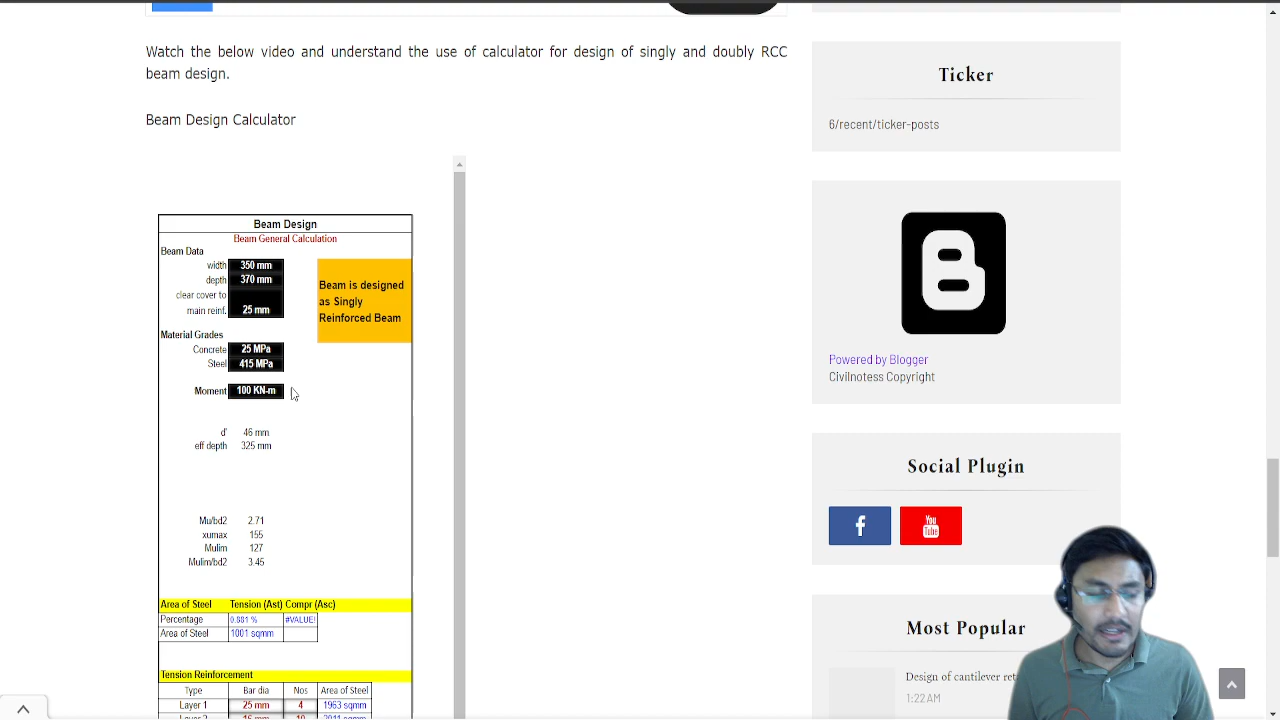 Watch the below video and understand the use of calculator for design of singly and doubly RCC
beam design.
Beam Design Calculator
Beam Design
Beam General Calculation
Beam Data
width 350 mm
depth 370 mm
clear cover to
main reinf. 25 mm
Beam is designed
as Singly
Reinforced Beam
Material Grades
Concrete 25 MPa
Steel 415 MPa
Moment 100 KN-m
d' 46 mm
eff depth 325 mm
Mu/bd2 2.71
xumax 155
Mulim 127
Mulim/bd2 3.45
Area of Steel Tension (Ast) Compr (Asc)
Percentage 0.881 % #VALUE!
Area of Steel 1001 sqmm
Tension Reinforcement
Type Bar dia Nos Area of Steel
Layer 1 25 mm 4 1963 sqmm
Ticker
6/recent/ticker-posts
Powered by Blogger
Civilnotess Copyright
Social Plugin
f
You
Tube
Most Popular
Design of cantilever
1:22 AM